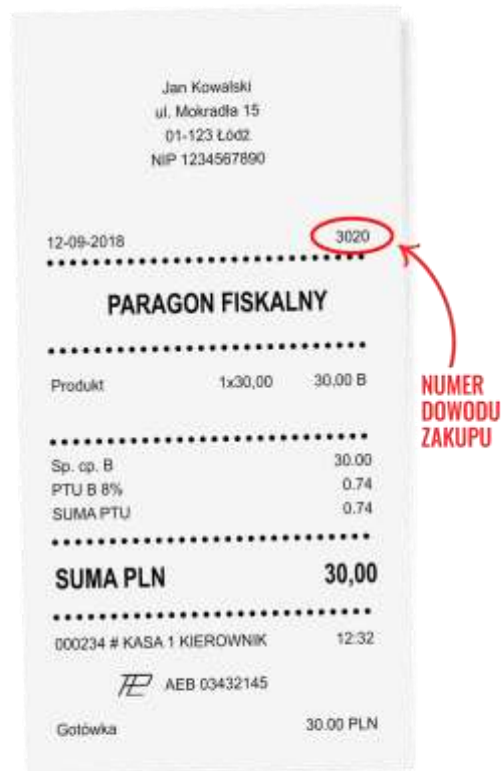 Jan Kowalski
ul. Mokradła 15
01-123 Łódź
NIP 1234567890
12-09-2018 3020
PARAGON FISKALNY
Produkt 1x30,00 30,00 B
Sp. op. B 30.00
PTU B 8% 0.74
SUMA PTU 0.74
SUMA PLN 30,00
000234 # KASA 1 KIEROWNIK 12:32
AEB 03432145
Gotówka 30.00 PLN
NUMER
DOWODU
ZAKUPU